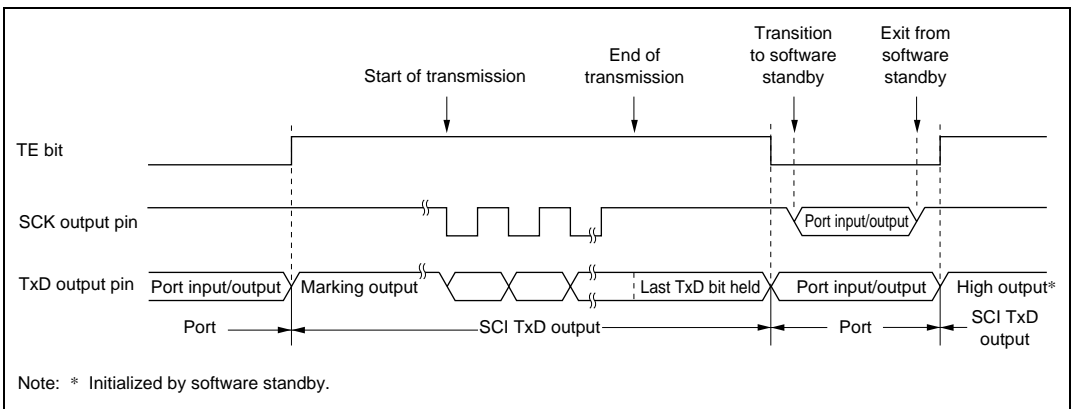 Transition
to software
standby
Exit from
software
standby
End of
transmission
Start of transmission
TE bit
SCK output pin
Port input/output
TxD output pin
Port input/output
Marking output
Last TxD bit held
Port input/output
High output*
Port
SCI TxD output
Port
SCI TxD
output
Note: * Initialized by software standby.